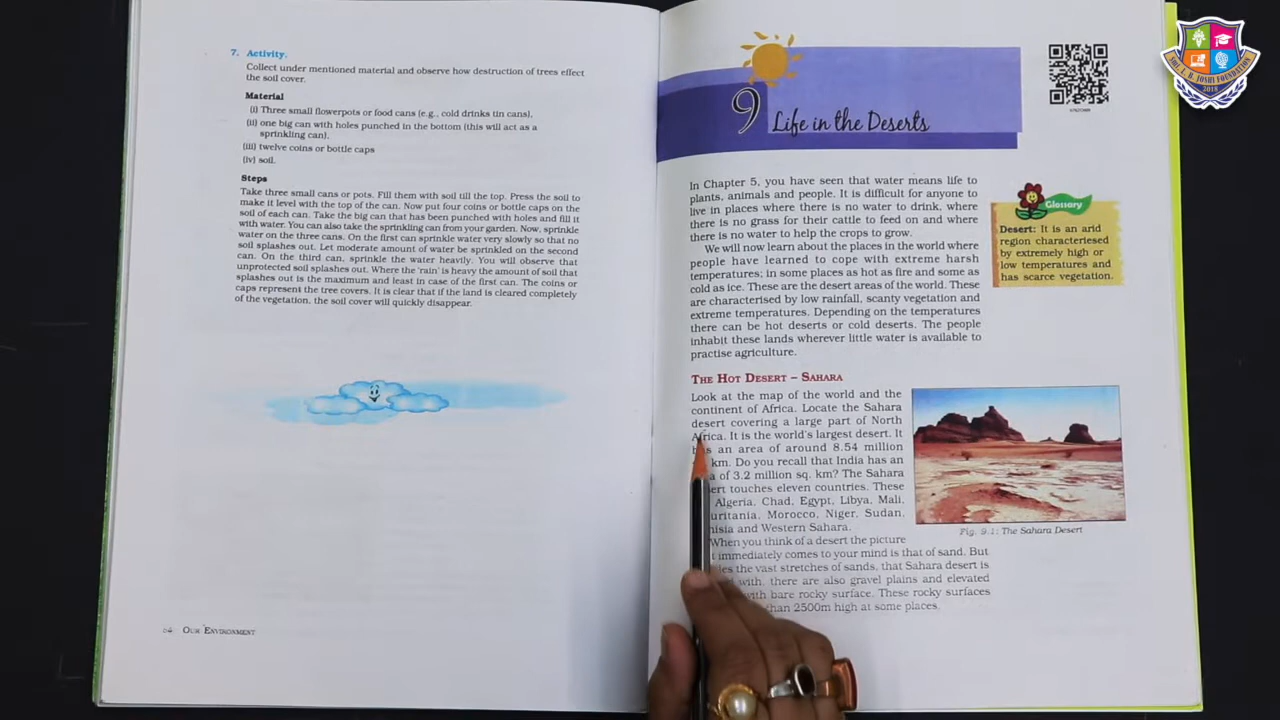 7. Activity.
Collect under mentioned material and observe how destruction of trees effect
the soil cover.
Material
(i) Three small flowerpots or food cans (e.g., cold drinks tin cans),
(ii) one big can with holes punched in the bottom (this will act as a
sprinkling can),
(iii) twelve coins or bottle caps
(iv) soil.
Steps
Take three small cans or pots. Fill them with soil till the top. Press the soil to
make it level with the top of the can. Now put four coins or bottle caps on the
soil of each can. Take the big can that has been punched with holes and fill it
with water. You can also take the sprinkling can from your garden. Now, sprinkle
water on the three cans. On the first can sprinkle water very slowly so that no
soil splashes out. Let moderate amount of water be sprinkled on the second
can. On the third can, sprinkle the water heavily. You will observe that
unprotected soil splashes out. Where the 'rain' is heavy the amount of soil that
splashes out is the maximum and least in case of the first can. The coins or
caps represent the tree covers. It is clear that if the land is cleared completely
of the vegetation, the soil cover will quickly disappear.
64 OUR ENVIRONMENT
9 Life in the Deserts
In Chapter 5, you have seen that water means life to
plants, animals and people. It is difficult for anyone to
live in places where there is no water to drink, where
there is no grass for their cattle to feed on and where
there is no water to help the crops to grow.
We will now learn about the places in the world where
people have learned to cope with extreme harsh
temperatures; in some places as hot as fire and some as
cold as ice. These are the desert areas of the world. These
are characterised by low rainfall, scanty vegetation and
extreme temperatures. Depending on the temperatures
there can be hot deserts or cold deserts. The people
inhabit these lands wherever little water is available to
practise agriculture.
Glossary
Desert: It is an arid
region characteriesed
by extremely high or
low temperatures and
has scarce vegetation.
THE HOT DESERT – SAHARA
Look at the map of the world and the
continent of Africa. Locate the Sahara
desert covering a large part of North
Africa. It is the world's largest desert. It
has an area of around 8.54 million
km. Do you recall that India has an
of 3.2 million sq. km? The Sahara
touches eleven countries. These
Algeria, Chad, Egypt, Libya, Mali,
Morocco, Niger, Sudan,
and Western Sahara.
When you think of a desert the picture
immediately comes to your mind is that of sand. But
the vast stretches of sands, that Sahara desert is
with, there are also gravel plains and elevated
with bare rocky surface. These rocky surfaces
than 2500m high at some places.
Fig. 9.1: The Sahara Desert
JOSHI FOUNDATION
2018